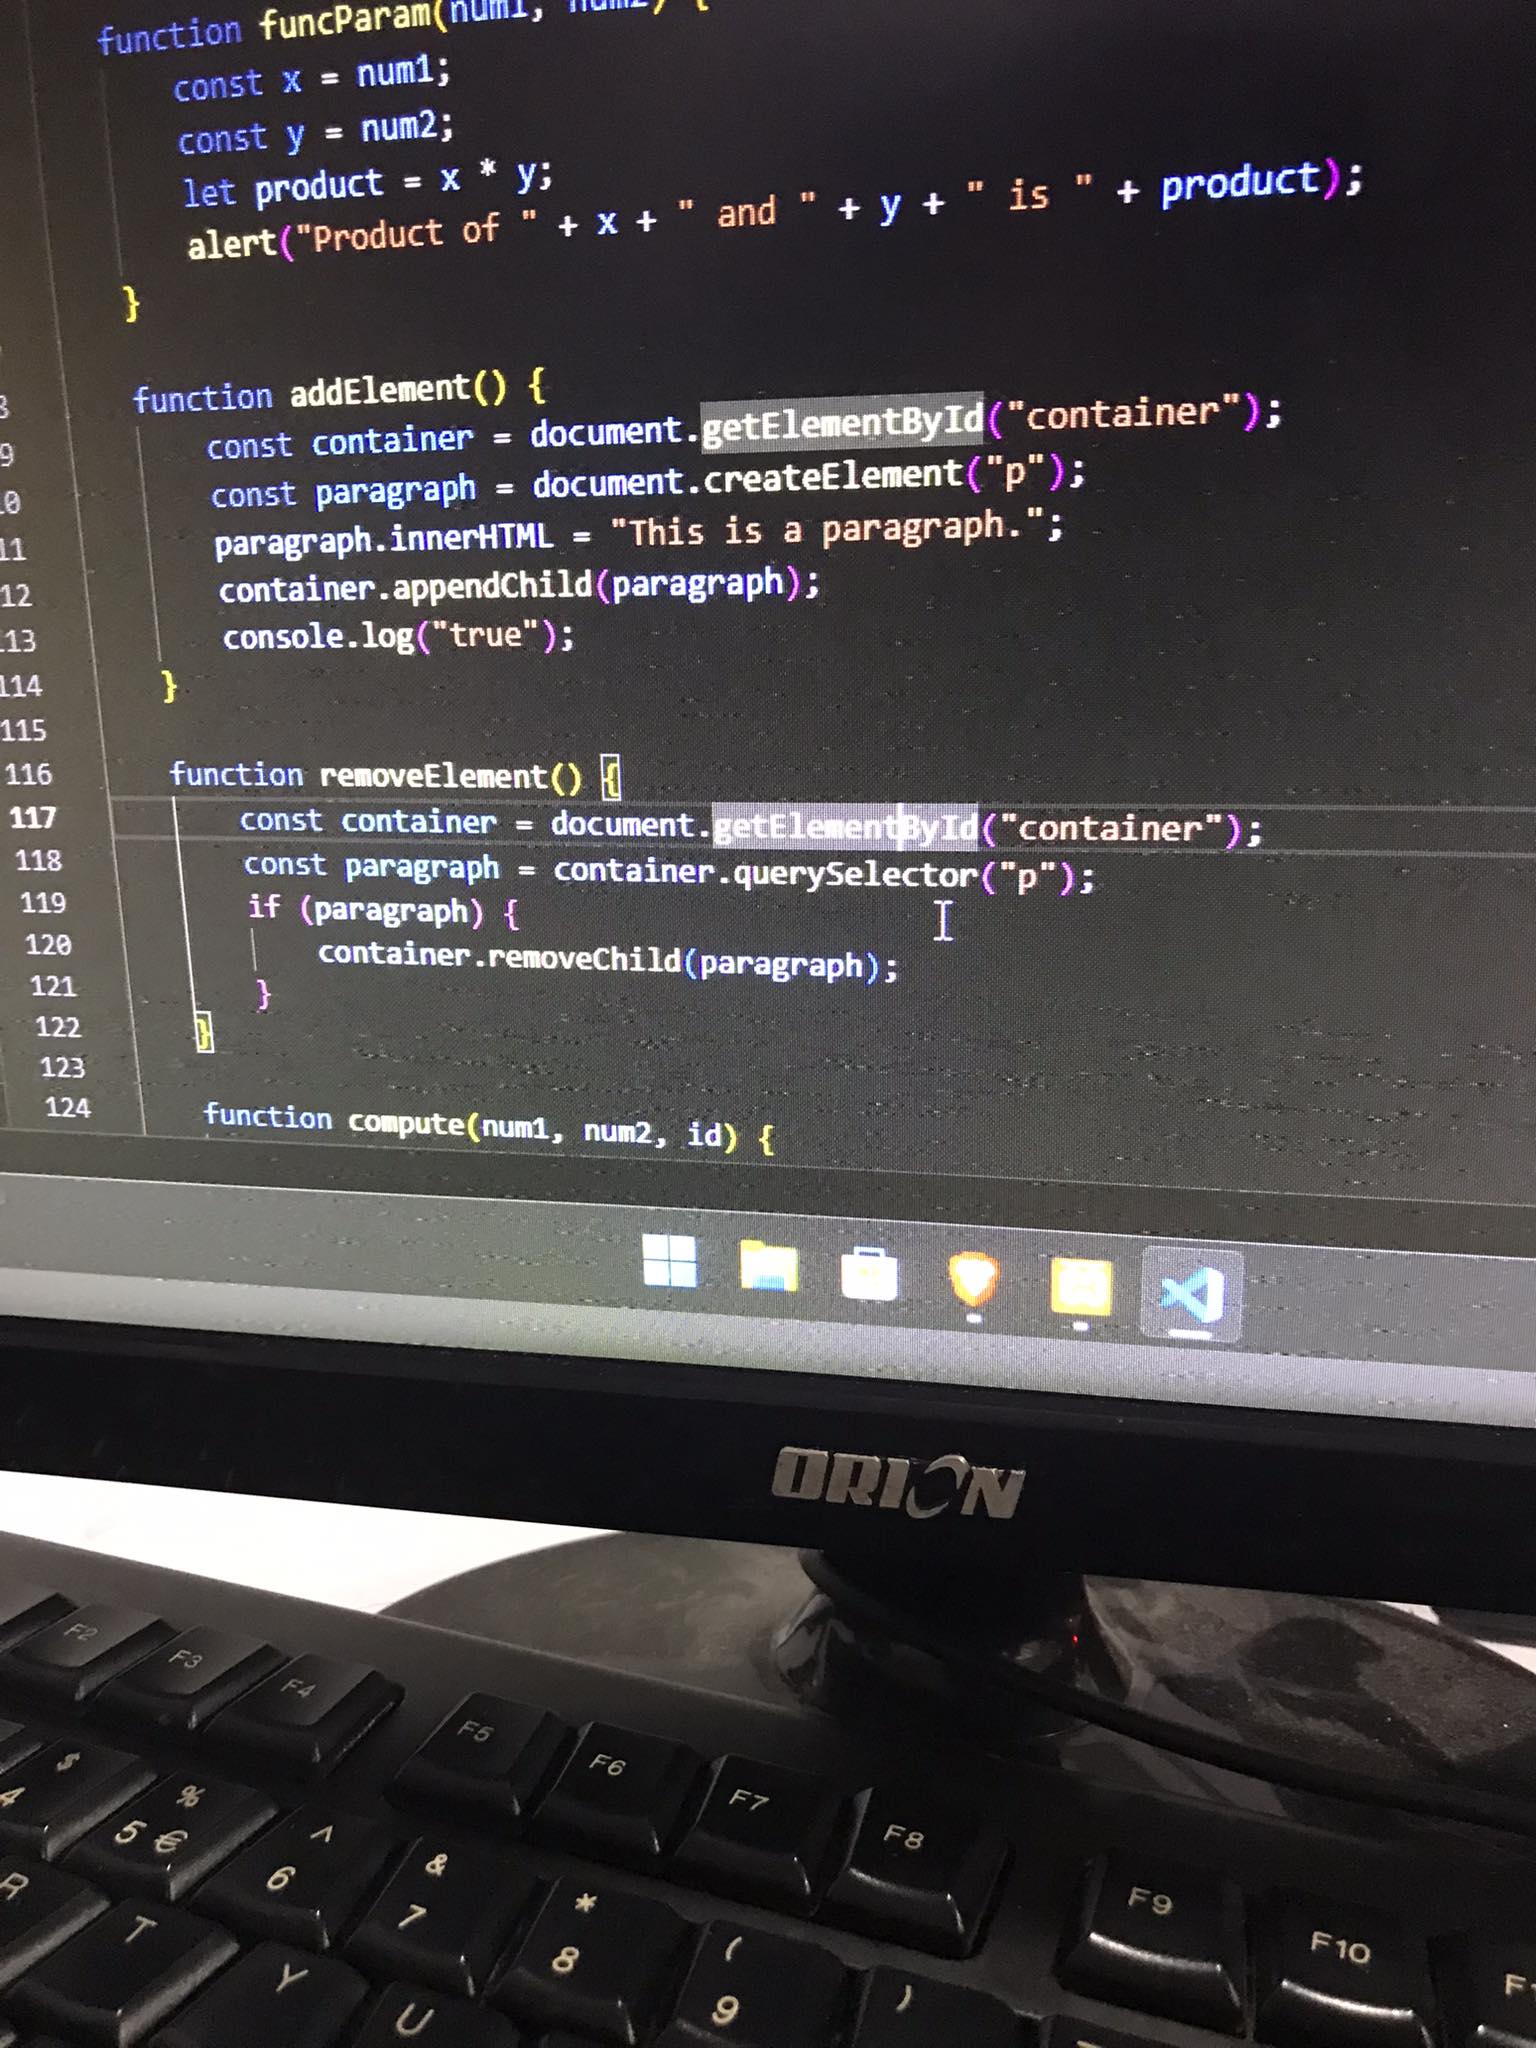 function funcParam(num1, num2) {
const x = num1;
const y = num2;
let product = x * y;
alert("Product of " + x + " and " + y + " is " + product);
}
8 function addElement() {
9 const container = document.getElementById("container");
10 const paragraph = document.createElement("p");
11 paragraph.innerHTML = "This is a paragraph.";
12 container.appendChild(paragraph);
113 console.log("true");
114 }
115
116 function removeElement() {
117 const container = document.getElementById("container");
118 const paragraph = container.querySelector("p");
119 if (paragraph) {
120 container.removeChild(paragraph);
121 }
122 }
123
124 function compute(num1, num2, id) {
ORION
F2 F3 F4 F5 F6 F7 F8 F9 F10
$ % ^ & * ( )
4 5 € 6 7 8 9
R T Y U